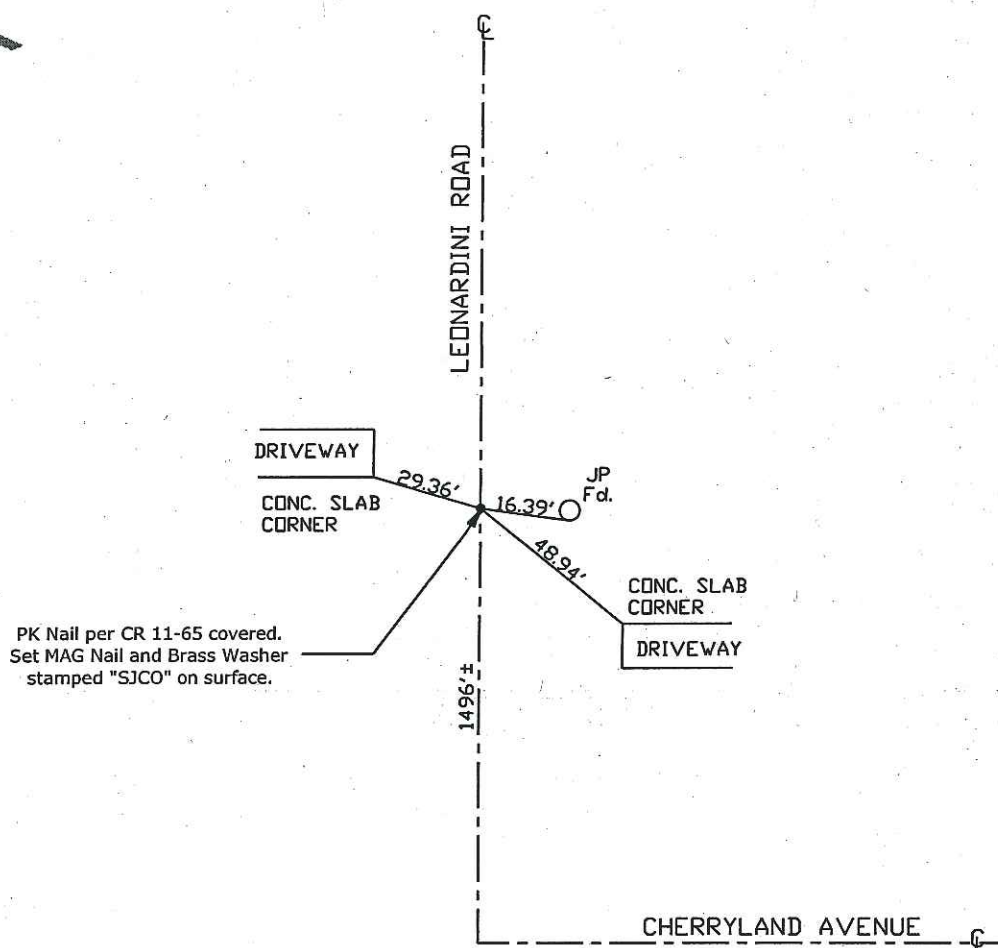 ℄
LEONARDINI ROAD
DRIVEWAY
29.36'
JP
Fd.
16.39'
CONC. SLAB
CORNER
48.94'
CONC. SLAB
CORNER
DRIVEWAY
PK Nail per CR 11-65 covered.
Set MAG Nail and Brass Washer
stamped "SJCO" on surface.
1496'±
CHERRYLAND AVENUE
℄